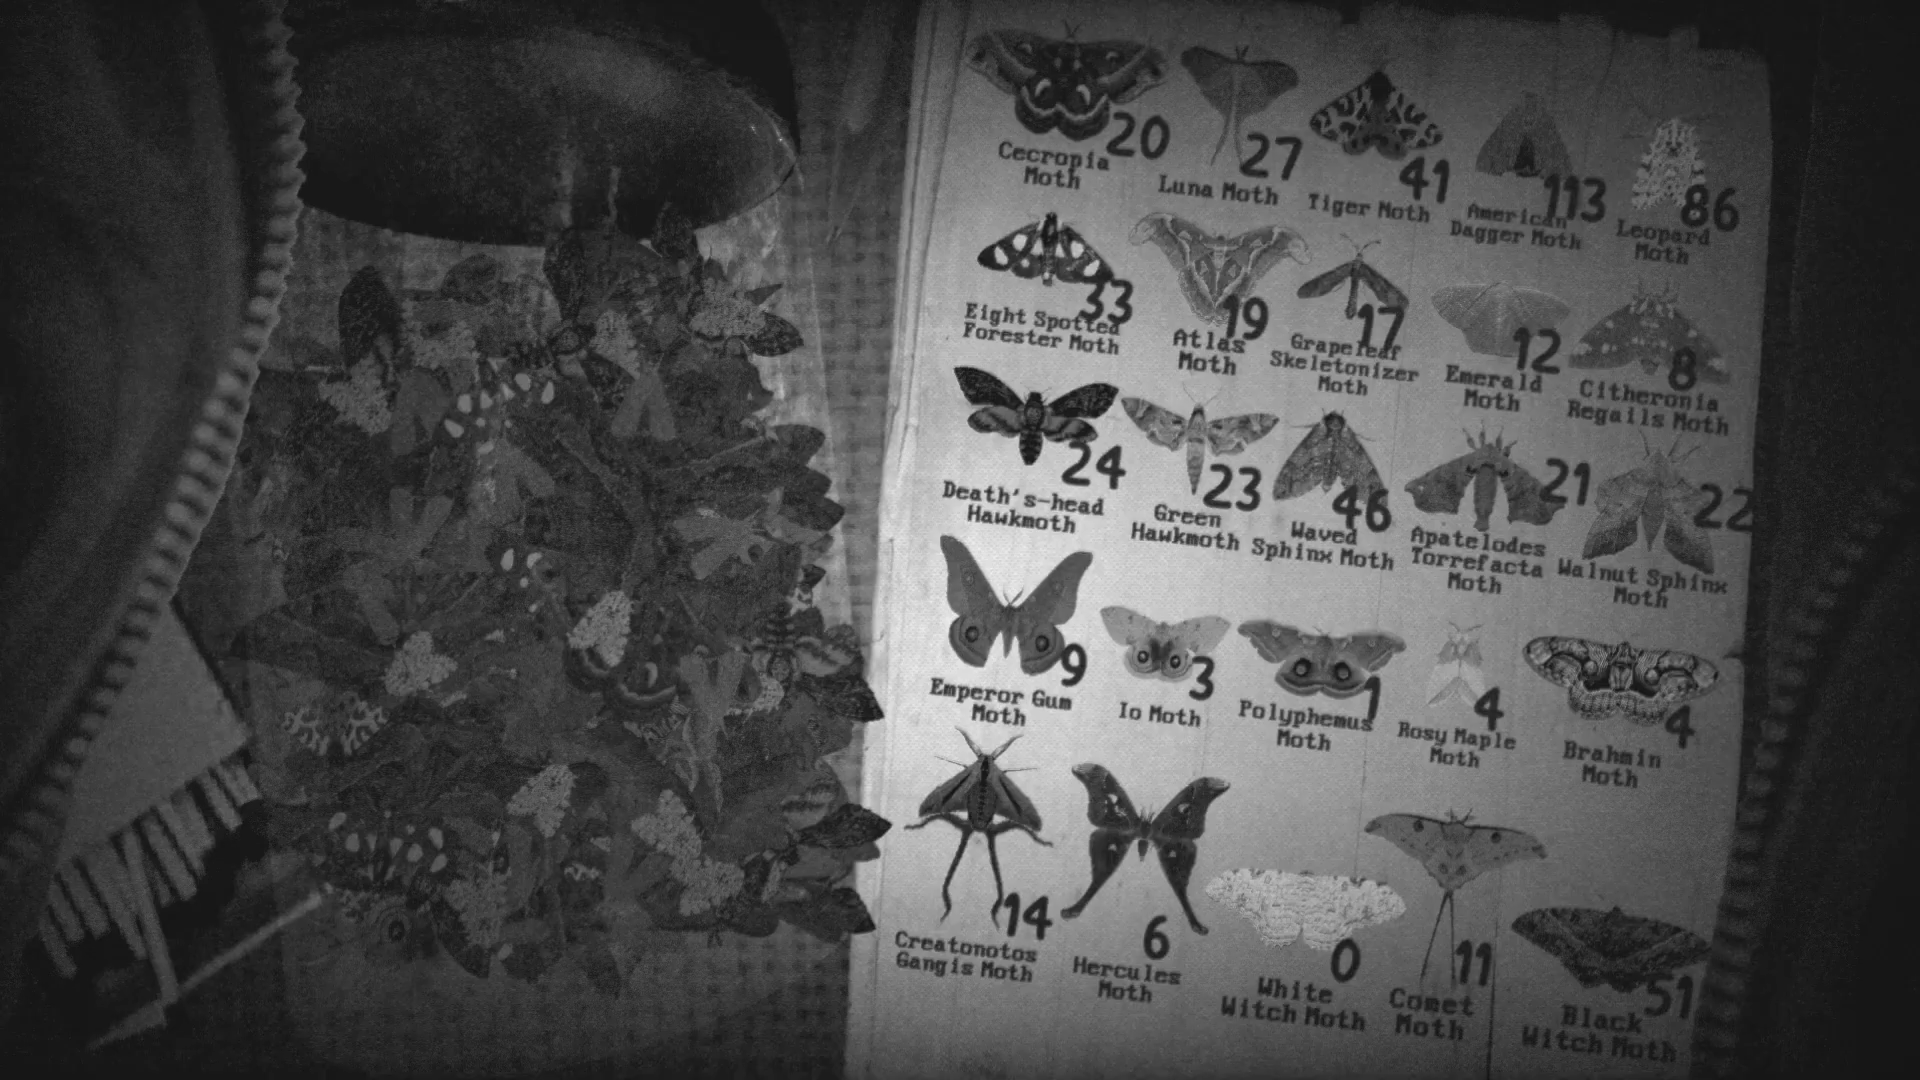 20
Cecropia
Moth
27
Luna Moth
41
Tiger Moth
113
American
Dagger Moth
86
Leopard
Moth
33
Eight Spotted
Forester Moth
19
Atlas
Moth
17
Grapeleaf
Skeletonizer
Moth
12
Emerald
Moth
8
Citheronia
Regails Moth
24
Death's-head
Hawkmoth
23
Green
Hawkmoth
46
Waved
Sphinx Moth
21
Apatelodes
Torrefacta
Moth
22
Walnut Sphinx
Moth
9
Emperor Gum
Moth
3
Io Moth
1
Polyphemus
Moth
4
Rosy Maple
Moth
4
Brahmin
Moth
14
Creatonotos
Gangis Moth
6
Hercules
Moth
0
White
Witch Moth
11
Comet
Moth
51
Black
Witch Moth